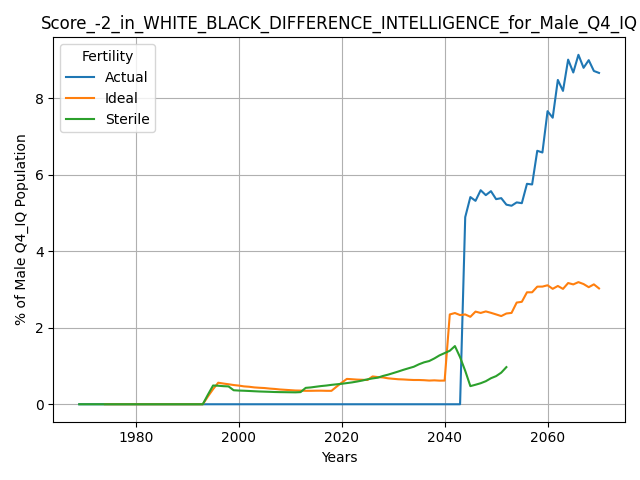 Score_-2_in_WHITE_BLACK_DIFFERENCE_INTELLIGENCE_for_Male_Q4_IQ
Fertility
Actual
Ideal
Sterile
% of Male Q4_IQ Population
8
6
4
2
0
1980 2000 2020 2040 2060
Years